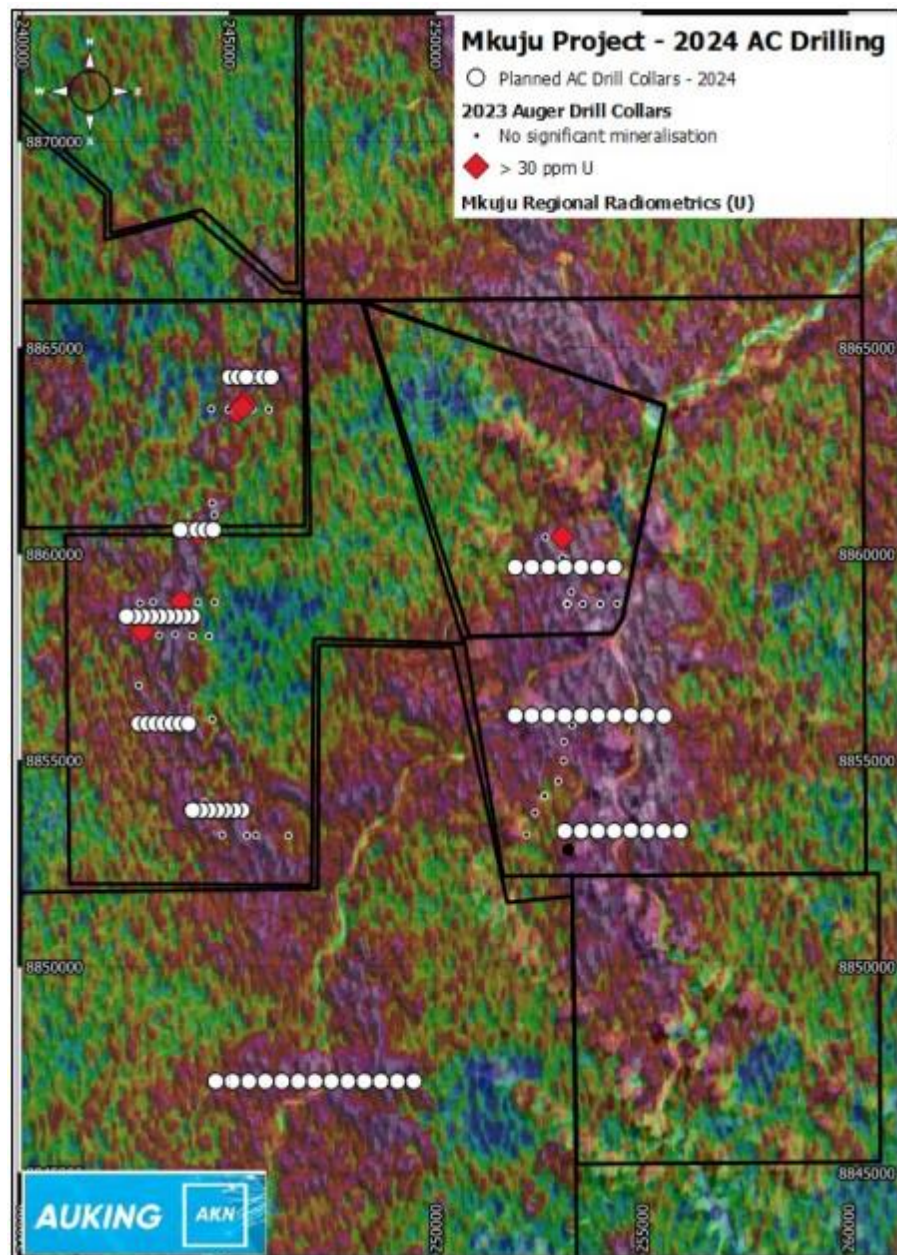 240000
245000
250000
Mkuju Project - 2024 AC Drilling
Planned AC Drill Collars - 2024
2023 Auger Drill Collars
No significant mineralisation
> 30 ppm U
Mkuju Regional Radiometrics (U)
N
W
E
S
8870000
8865000
8865000
8860000
8860000
8855000
8855000
8850000
8850000
8845000
AUKING
AKN
250000
255000
260000